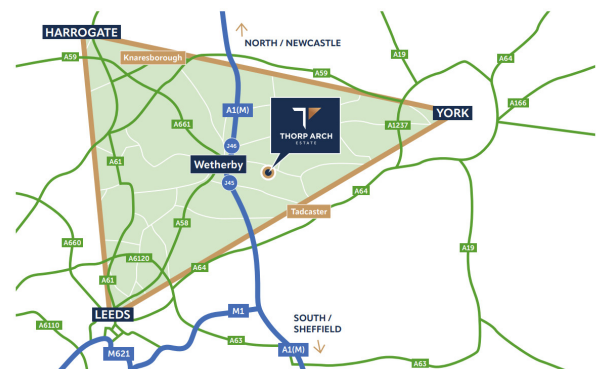 HARROGATE
A59
Knaresborough
NORTH / NEWCASTLE
A19
A64
A59
A1(M)
A166
YORK
A661
A1237
THORP ARCH
ESTATE
J46
A61
Wetherby
J45
A64
Tadcaster
A58
A660
A19
A6120
A64
A61
LEEDS
M1
A6110
SOUTH /
SHEFFIELD
A63
M621
A1(M)
A63